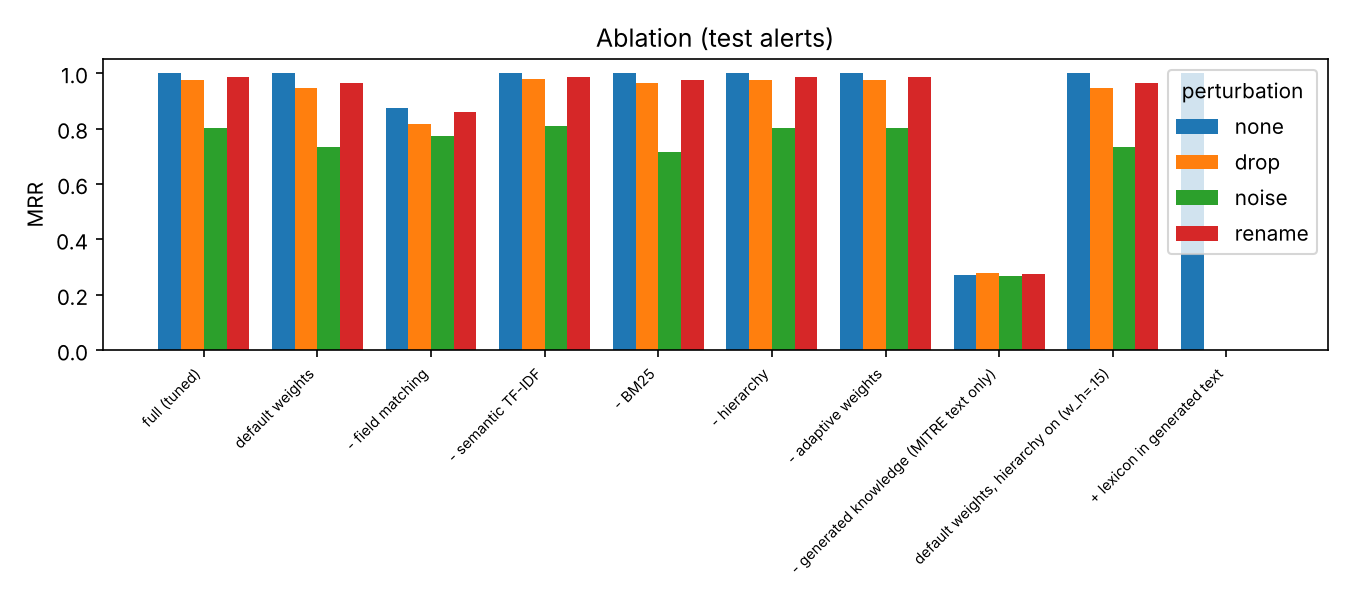 Ablation (test alerts)
MRR
1.0
0.8
0.6
0.4
0.2
0.0
perturbation
none
drop
noise
rename
full (tuned)
default weights
- field matching
- semantic TF-IDF
- BM25
- hierarchy
- adaptive weights
- generated knowledge (MITRE text only)
default weights, hierarchy on (w_h=.15)
+ lexicon in generated text